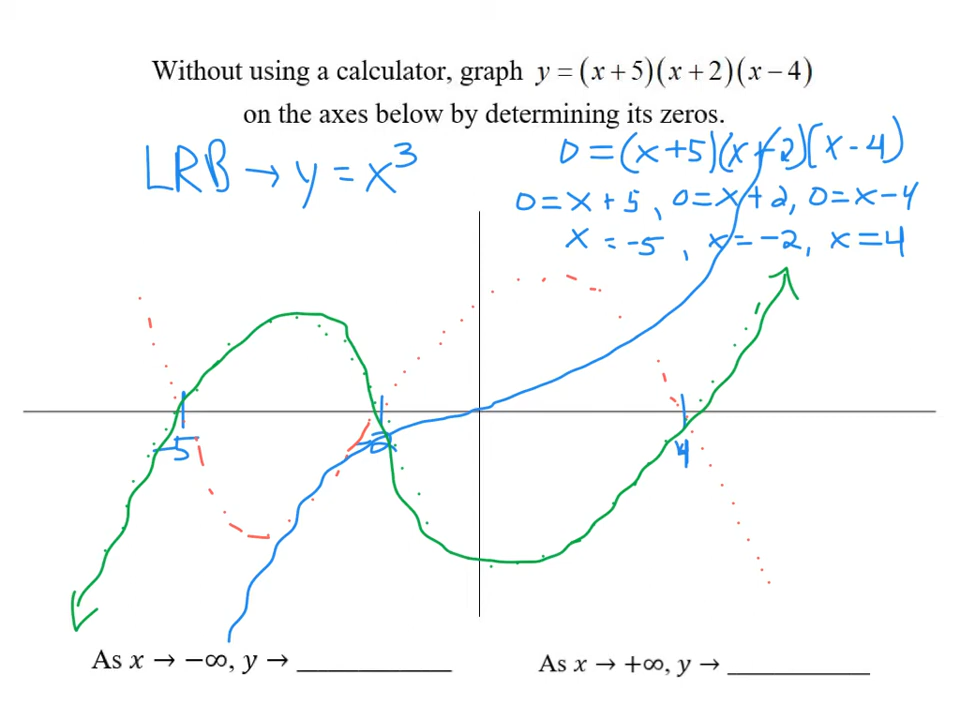 Without using a calculator, graph y = (x + 5)(x + 2)(x − 4)
on the axes below by determining its zeros.
LRB → y = x³
0 = (x + 5)(x + 2)(x - 4)
0 = x + 5, 0 = x + 2, 0 = x - 4
x = -5, x = -2, x = 4
-5 -2 4
As x → −∞, y → ____________
As x → +∞, y → ____________